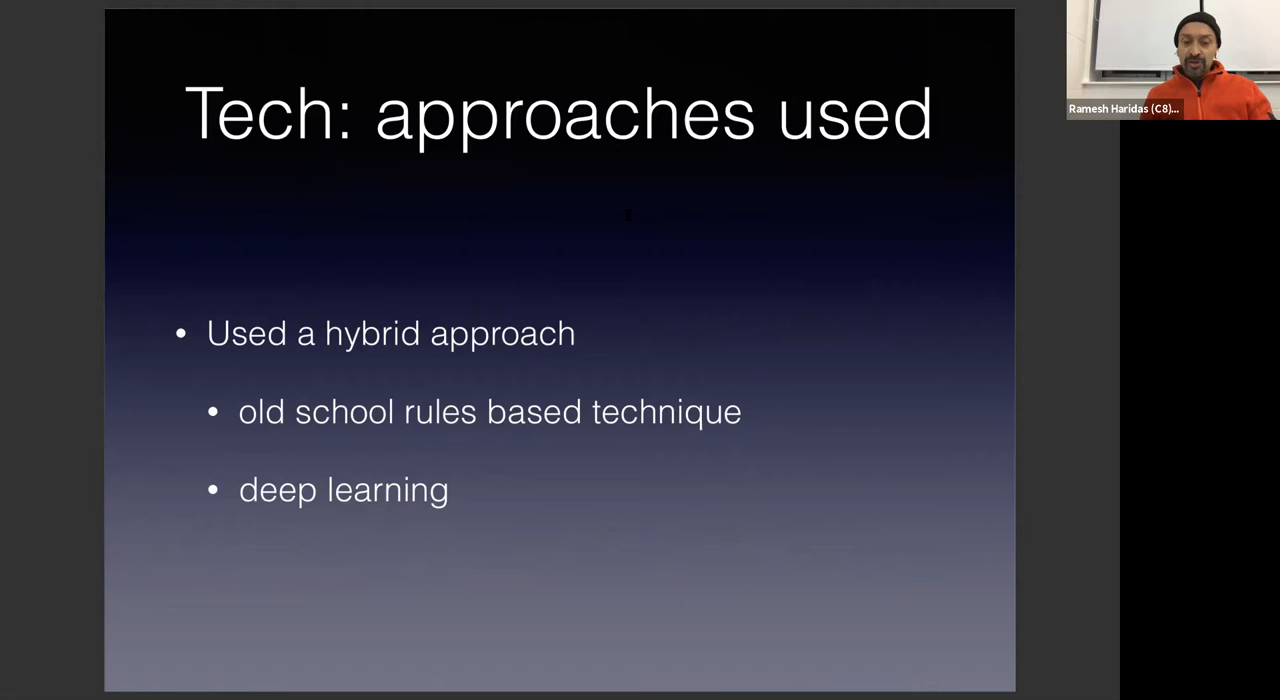 Tech: approaches used
• Used a hybrid approach
• old school rules based technique
• deep learning
Ramesh Haridas (C8)...